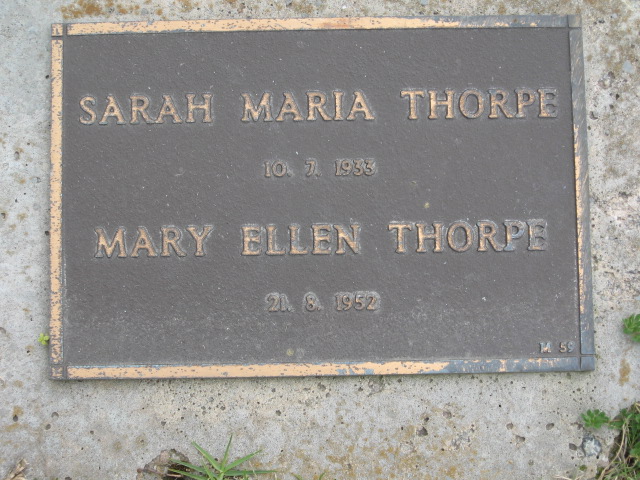 SARAH MARIA THORPE
10. 7. 1933
MARY ELLEN THORPE
21. 8. 1952
M 59